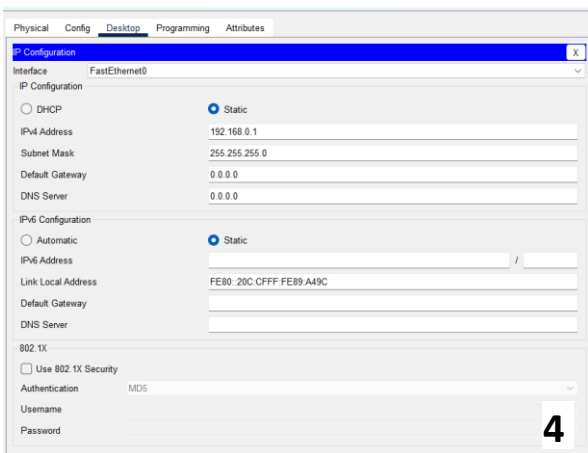 Physical Config Desktop Programming Attributes
IP Configuration X
Interface FastEthernet0
IP Configuration
DHCP Static
IPv4 Address 192.168.0.1
Subnet Mask 255.255.255.0
Default Gateway 0.0.0.0
DNS Server 0.0.0.0
IPv6 Configuration
Automatic Static
IPv6 Address /
Link Local Address FE80::20C:CFFF:FE89:A49C
Default Gateway
DNS Server
802.1X
Use 802.1X Security
Authentication MD5
Username
Password
4